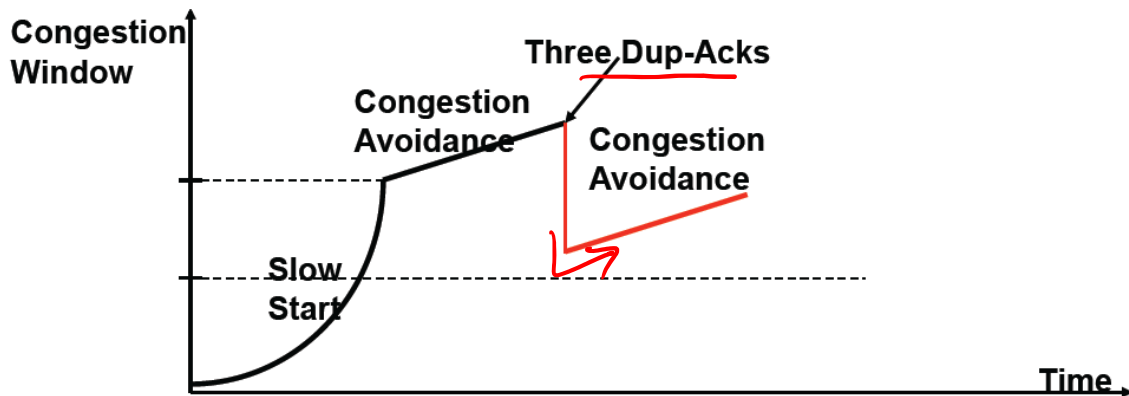 Congestion
Window
Three Dup-Acks
Congestion
Avoidance
Congestion
Avoidance
Slow
Start
Time